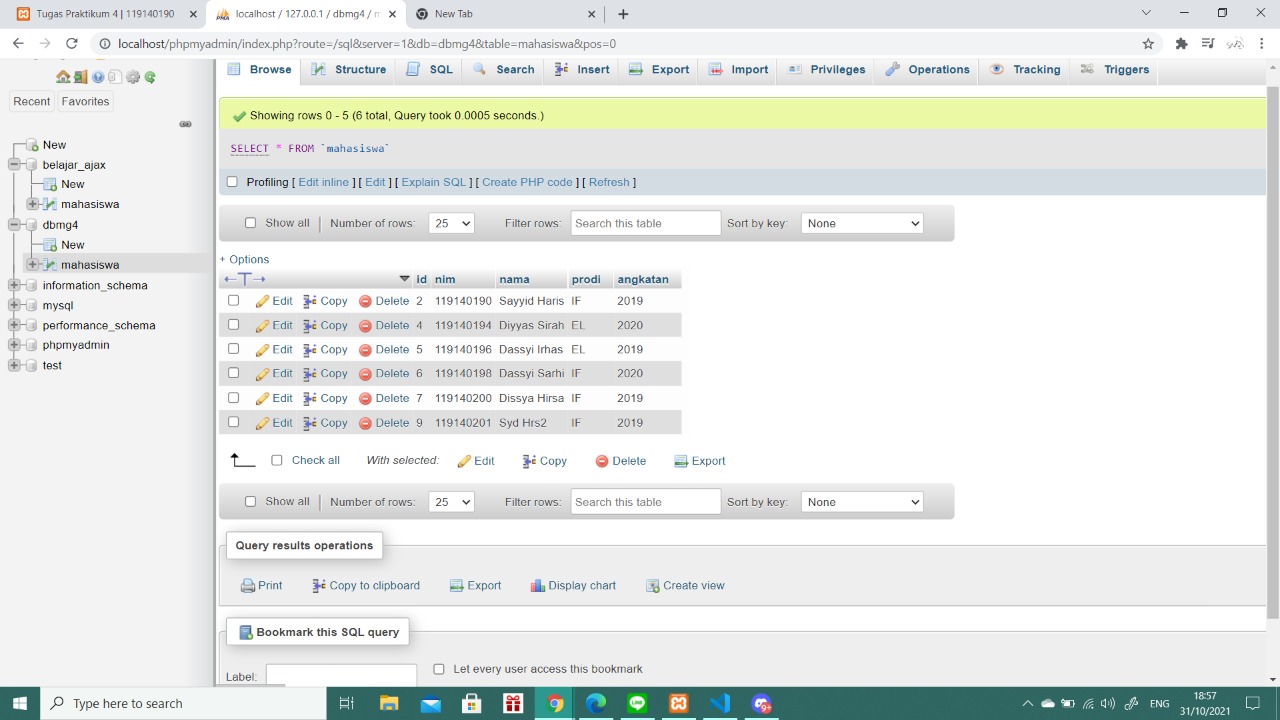 Tugas Praktikum 4 | 119140190
localhost / 127.0.0.1 / dbmg4 / m
New Tab
localhost/phpmyadmin/index.php?route=/sql&server=1&db=dbmg4&table=mahasiswa&pos=0
Browse Structure SQL Search Insert Export Import Privileges Operations Tracking Triggers
Recent Favorites
New
belajar_ajax
New
mahasiswa
dbmg4
New
mahasiswa
information_schema
mysql
performance_schema
phpmyadmin
test
Showing rows 0 - 5 (6 total, Query took 0.0005 seconds.)
SELECT * FROM `mahasiswa`
Profiling [ Edit inline ] [ Edit ] [ Explain SQL ] [ Create PHP code ] [ Refresh ]
Show all | Number of rows: 25 Filter rows: Search this table Sort by key: None
+ Options
id nim nama prodi angkatan
Edit Copy Delete 2 119140190 Sayyid Haris IF 2019
Edit Copy Delete 4 119140194 Diyyas Sirah EL 2020
Edit Copy Delete 5 119140196 Dassyi Irhas EL 2019
Edit Copy Delete 6 119140198 Dassyi Sarhi IF 2020
Edit Copy Delete 7 119140200 Dissya Hirsa IF 2019
Edit Copy Delete 9 119140201 Syd Hrs2 IF 2019
Check all With selected: Edit Copy Delete Export
Show all | Number of rows: 25 Filter rows: Search this table Sort by key: None
Query results operations
Print Copy to clipboard Export Display chart Create view
Bookmark this SQL query
Label: Let every user access this bookmark
Type here to search
ENG
18:57
31/10/2021